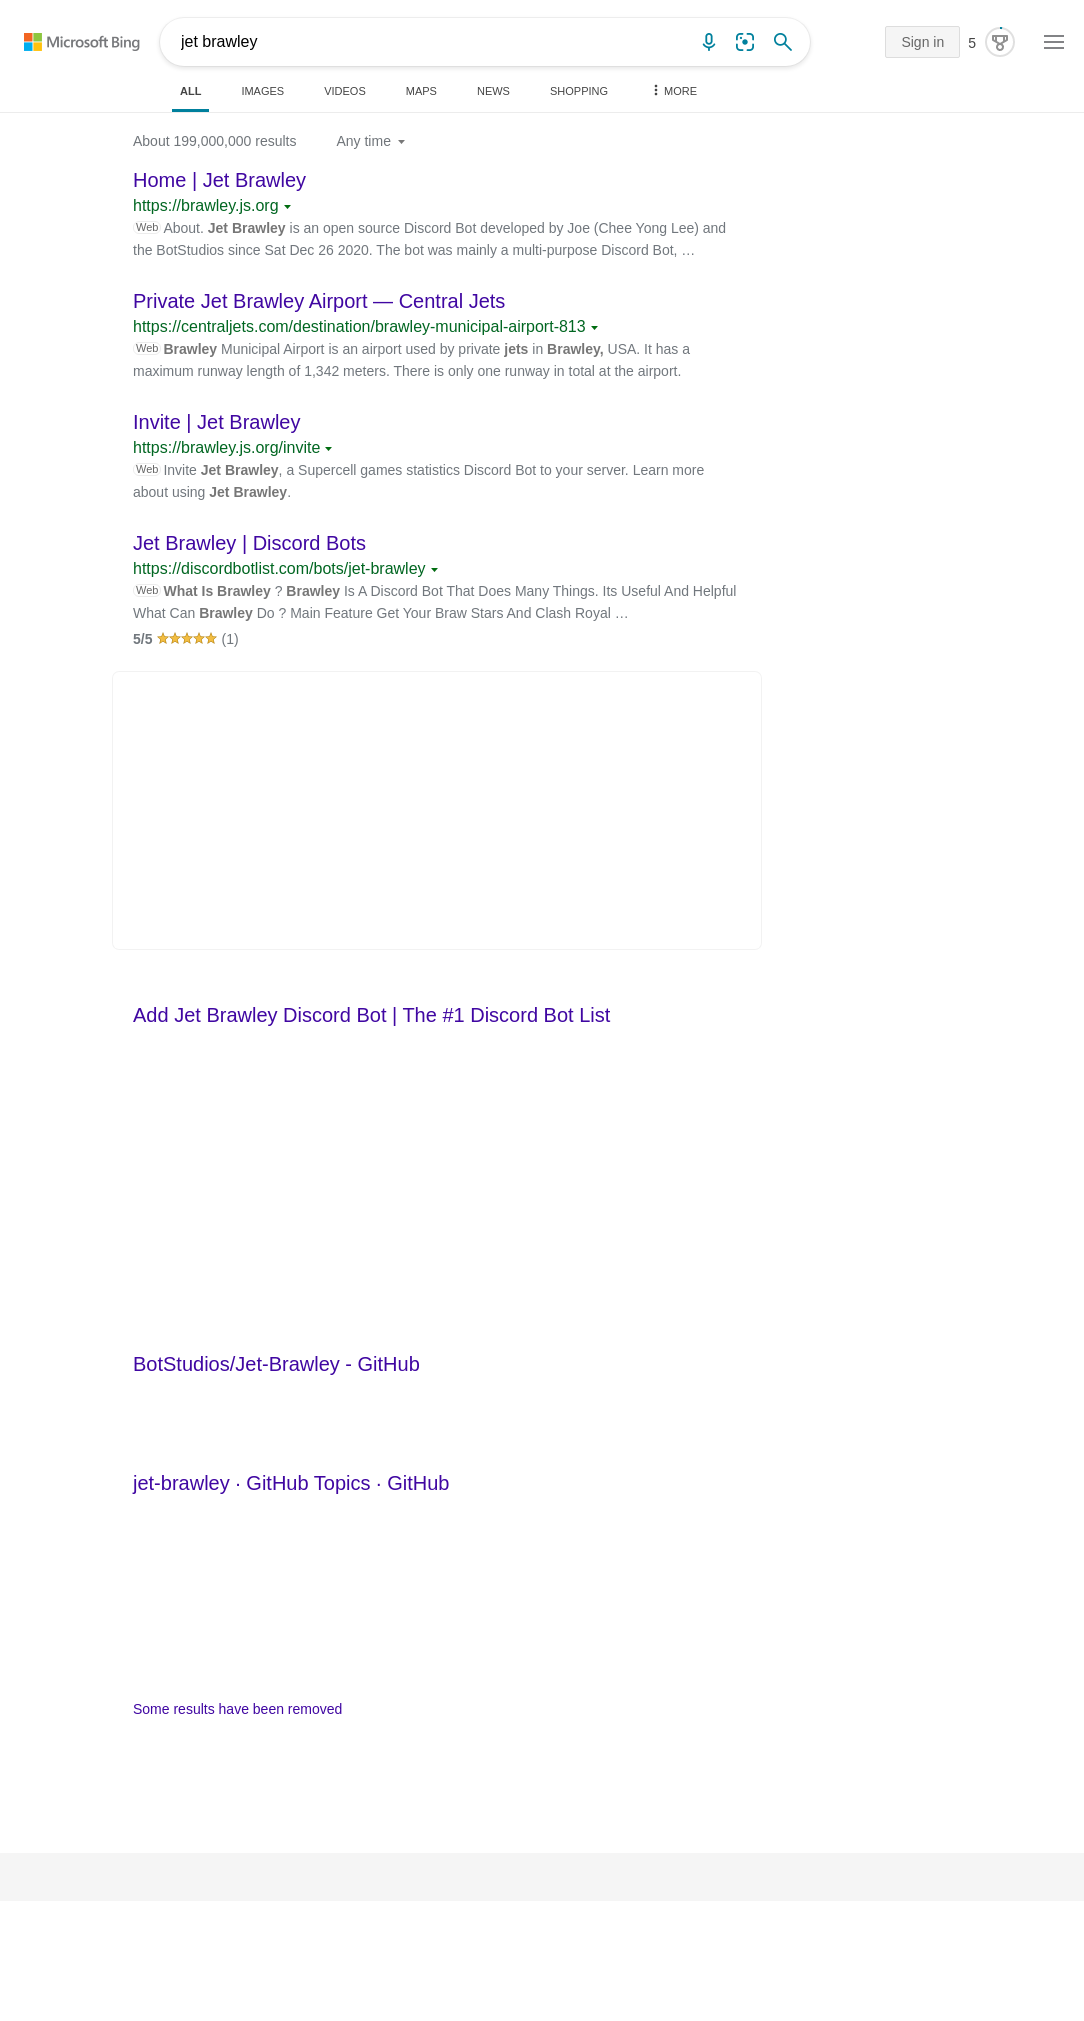 Microsoft Bing
jet brawley
Sign in
5
ALL
IMAGES
VIDEOS
MAPS
NEWS
SHOPPING
MORE
About 199,000,000 results
Any time
Home | Jet Brawley
https://brawley.js.org
Web About. Jet Brawley is an open source Discord Bot developed by Joe (Chee Yong Lee) and
the BotStudios since Sat Dec 26 2020. The bot was mainly a multi-purpose Discord Bot, …
Private Jet Brawley Airport — Central Jets
https://centraljets.com/destination/brawley-municipal-airport-813
Web Brawley Municipal Airport is an airport used by private jets in Brawley, USA. It has a
maximum runway length of 1,342 meters. There is only one runway in total at the airport.
Invite | Jet Brawley
https://brawley.js.org/invite
Web Invite Jet Brawley, a Supercell games statistics Discord Bot to your server. Learn more
about using Jet Brawley.
Jet Brawley | Discord Bots
https://discordbotlist.com/bots/jet-brawley
Web What Is Brawley ? Brawley Is A Discord Bot That Does Many Things. Its Useful And Helpful
What Can Brawley Do ? Main Feature Get Your Braw Stars And Clash Royal …
5/5 (1)
Add Jet Brawley Discord Bot | The #1 Discord Bot List
BotStudios/Jet-Brawley - GitHub
jet-brawley · GitHub Topics · GitHub
Some results have been removed